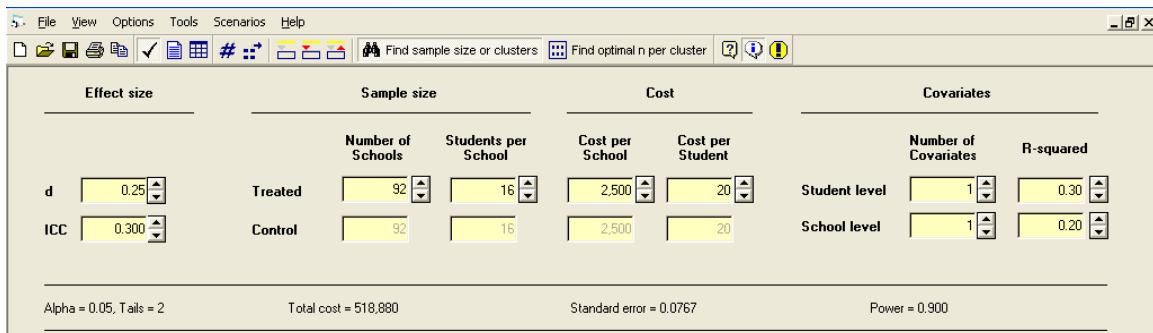 File View Options Tools Scenarios Help
Find sample size or clusters Find optimal n per cluster
Effect size Sample size Cost Covariates
Number of Schools Students per School Cost per School Cost per Student Number of Covariates R-squared
d 0.25 Treated 92 16 2,500 20 Student level 1 0.30
ICC 0.300 Control 92 16 2,500 20 School level 1 0.20
Alpha = 0.05, Tails = 2 Total cost = 518,880 Standard error = 0.0767 Power = 0.900